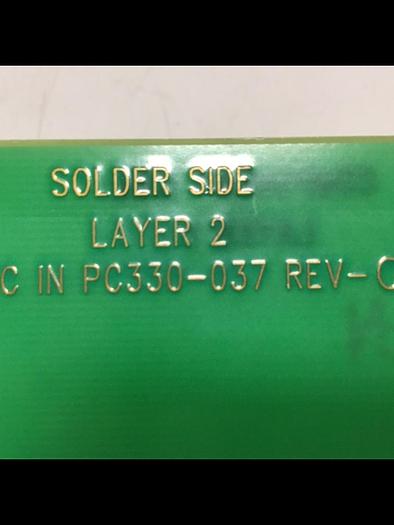 SOLDER SIDE
LAYER 2
C IN PC330-037 REV-C